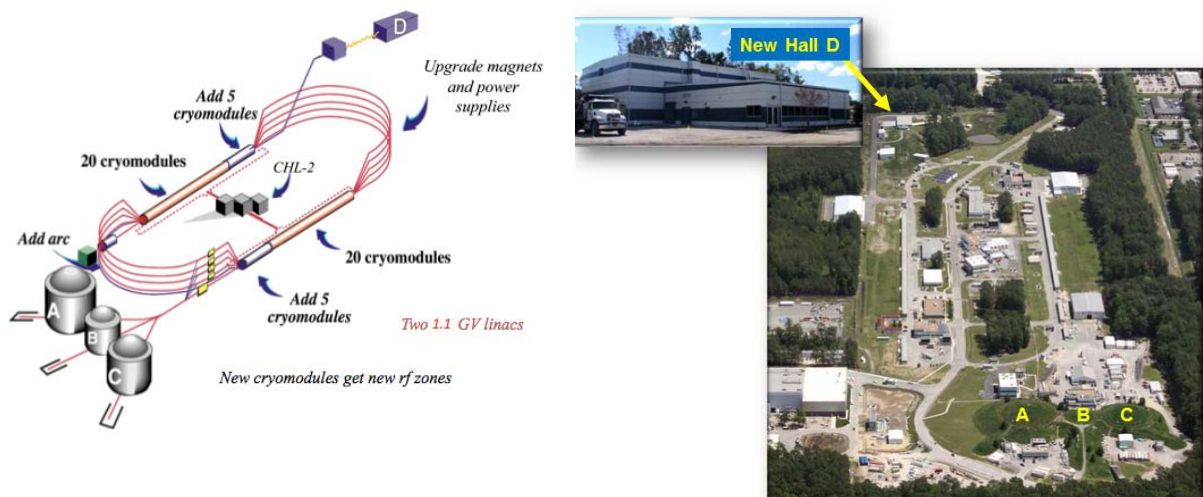 D
Upgrade magnets
and power
supplies
Add 5
cryomodules
20 cryomodules
CHL-2
Add arc
20 cryomodules
Add 5
cryomodules
A
B
C
Two 1.1 GV linacs
New cryomodules get new rf zones
New Hall D
A
B
C